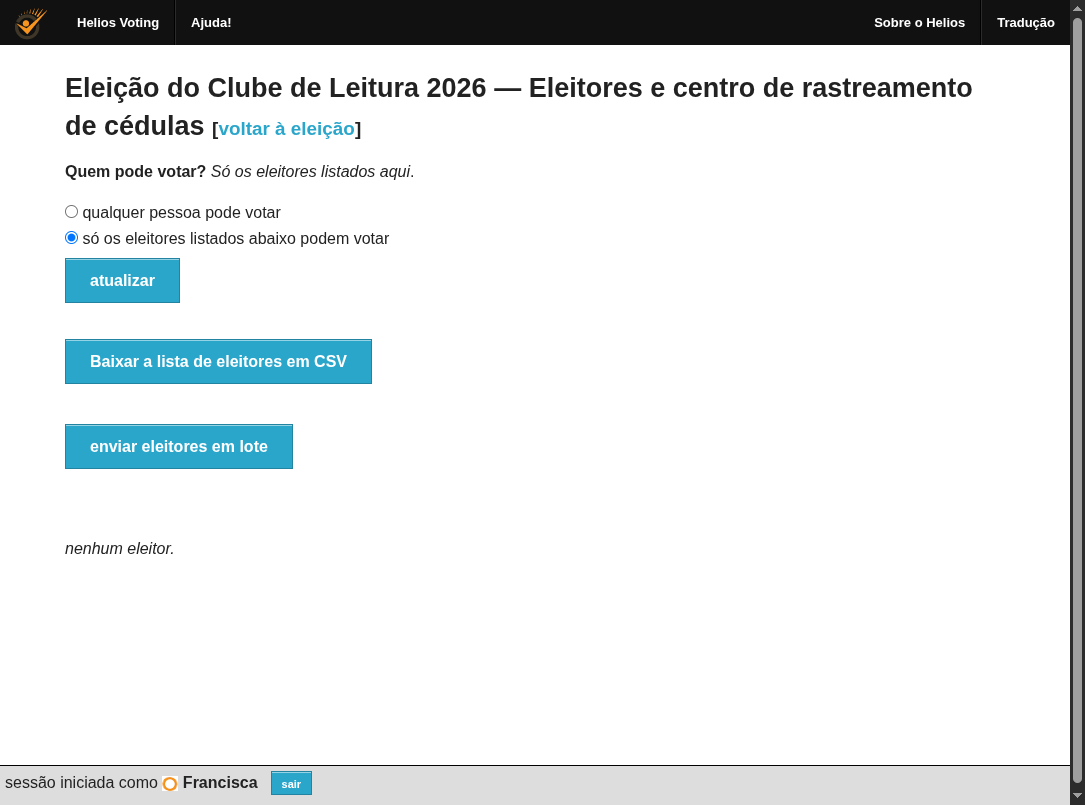 Helios Voting
Ajuda!
Sobre o Helios
Tradução
Eleição do Clube de Leitura 2026 — Eleitores e centro de rastreamento
de cédulas [voltar à eleição]
Quem pode votar? Só os eleitores listados aqui.
qualquer pessoa pode votar
só os eleitores listados abaixo podem votar
atualizar
Baixar a lista de eleitores em CSV
enviar eleitores em lote
nenhum eleitor.
sessão iniciada como Francisca sair